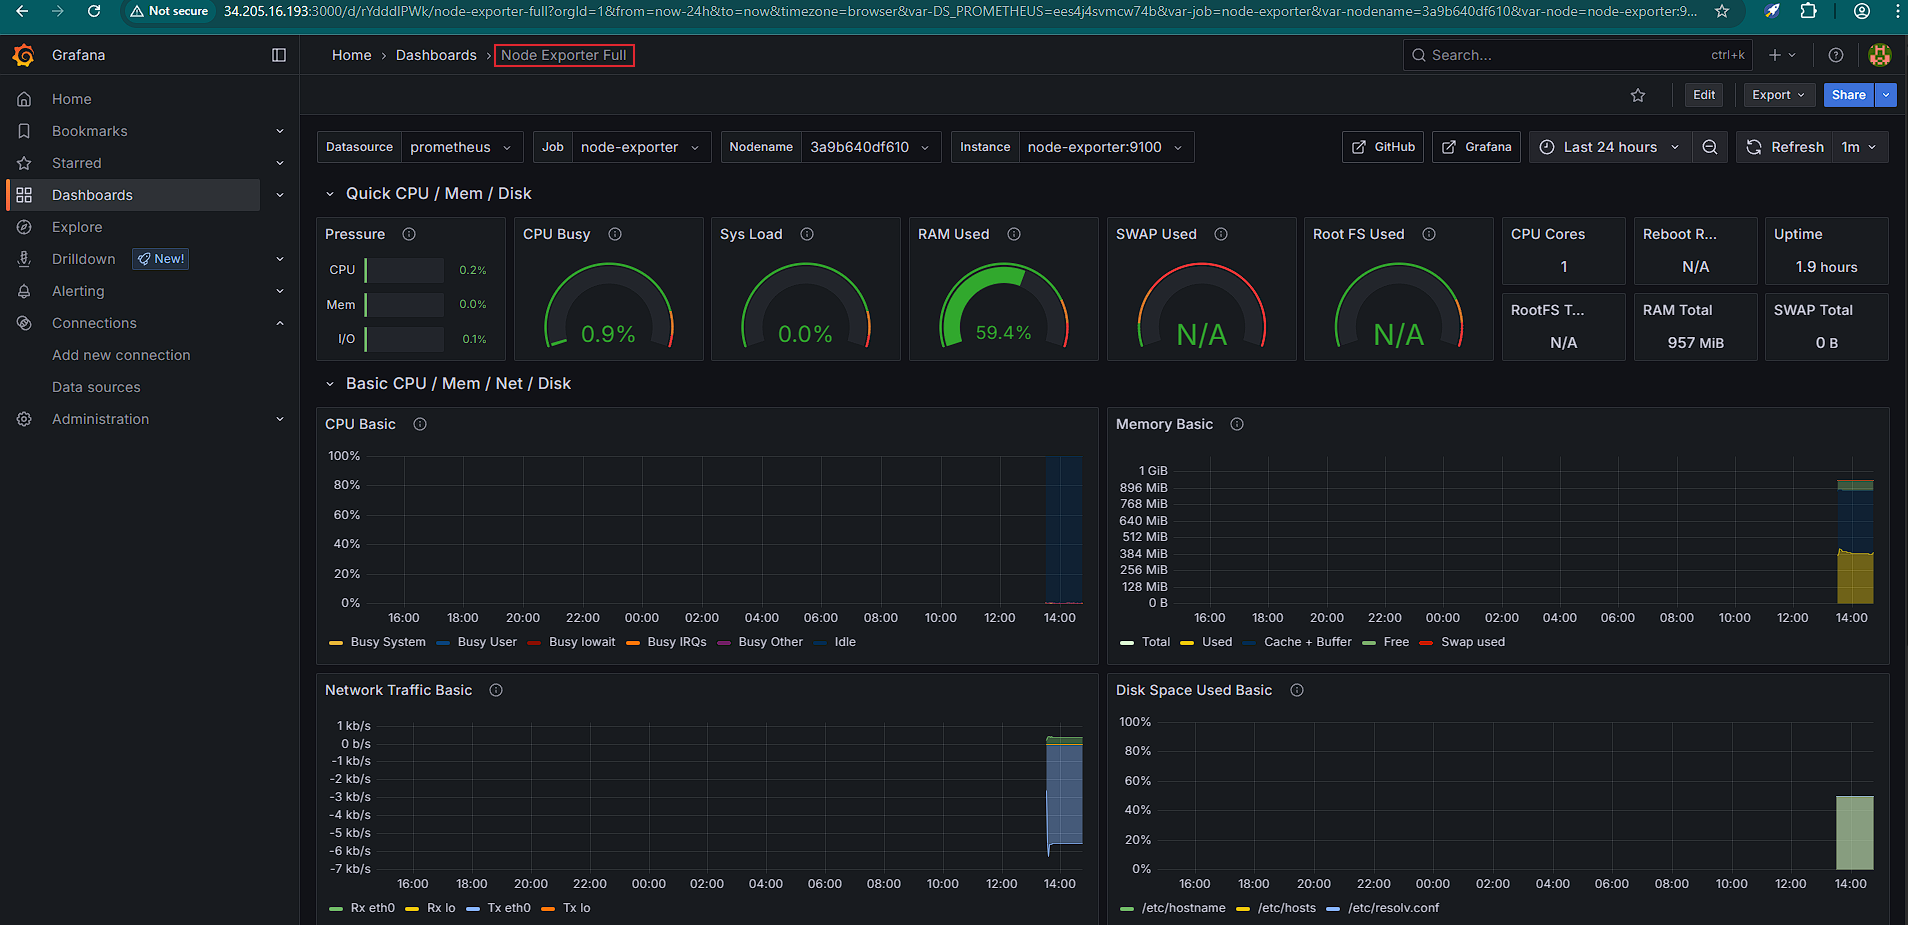 Not secure 34.205.16.193:3000/d/rYdddlPWk/node-exporter-full?orgId=1&from=now-24h&to=now&timezone=browser&var-DS_PROMETHEUS=ees4j4svmcw74b&var-job=node-exporter&var-nodename=3a9b640df610&var-node=node-exporter:9...
Grafana
Home › Dashboards › Node Exporter Full
Search... ctrl+k
Home
Bookmarks
Starred
Dashboards
Explore
Drilldown New!
Alerting
Connections
Add new connection
Data sources
Administration
Edit Export Share
Datasource prometheus Job node-exporter Nodename 3a9b640df610 Instance node-exporter:9100 GitHub Grafana Last 24 hours Refresh 1m
Quick CPU / Mem / Disk
Pressure
CPU 0.2%
Mem 0.0%
I/O 0.1%
CPU Busy
0.9%
Sys Load
0.0%
RAM Used
59.4%
SWAP Used
N/A
Root FS Used
N/A
CPU Cores
1
Reboot R...
N/A
Uptime
1.9 hours
RootFS T...
N/A
RAM Total
957 MiB
SWAP Total
0 B
Basic CPU / Mem / Net / Disk
CPU Basic
100%
80%
60%
40%
20%
0%
16:00 18:00 20:00 22:00 00:00 02:00 04:00 06:00 08:00 10:00 12:00 14:00
Busy System Busy User Busy Iowait Busy IRQs Busy Other Idle
Memory Basic
1 GiB
896 MiB
768 MiB
640 MiB
512 MiB
384 MiB
256 MiB
128 MiB
0 B
16:00 18:00 20:00 22:00 00:00 02:00 04:00 06:00 08:00 10:00 12:00 14:00
Total Used Cache + Buffer Free Swap used
Network Traffic Basic
1 kb/s
0 b/s
-1 kb/s
-2 kb/s
-3 kb/s
-4 kb/s
-5 kb/s
-6 kb/s
-7 kb/s
16:00 18:00 20:00 22:00 00:00 02:00 04:00 06:00 08:00 10:00 12:00 14:00
Rx eth0 Rx lo Tx eth0 Tx lo
Disk Space Used Basic
100%
80%
60%
40%
20%
0%
16:00 18:00 20:00 22:00 00:00 02:00 04:00 06:00 08:00 10:00 12:00 14:00
/etc/hostname /etc/hosts /etc/resolv.conf